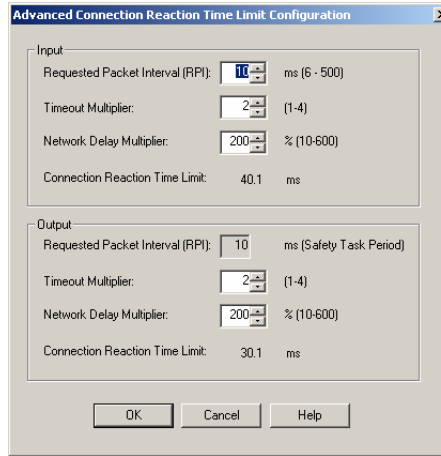 Advanced Connection Reaction Time Limit Configuration
Input
Requested Packet Interval (RPI): 10 ms (6 - 500)
Timeout Multiplier: 2 (1-4)
Network Delay Multiplier: 200 % (10-600)
Connection Reaction Time Limit: 40.1 ms
Output
Requested Packet Interval (RPI): 10 ms (Safety Task Period)
Timeout Multiplier: 2 (1-4)
Network Delay Multiplier: 200 % (10-600)
Connection Reaction Time Limit: 30.1 ms
OK Cancel Help